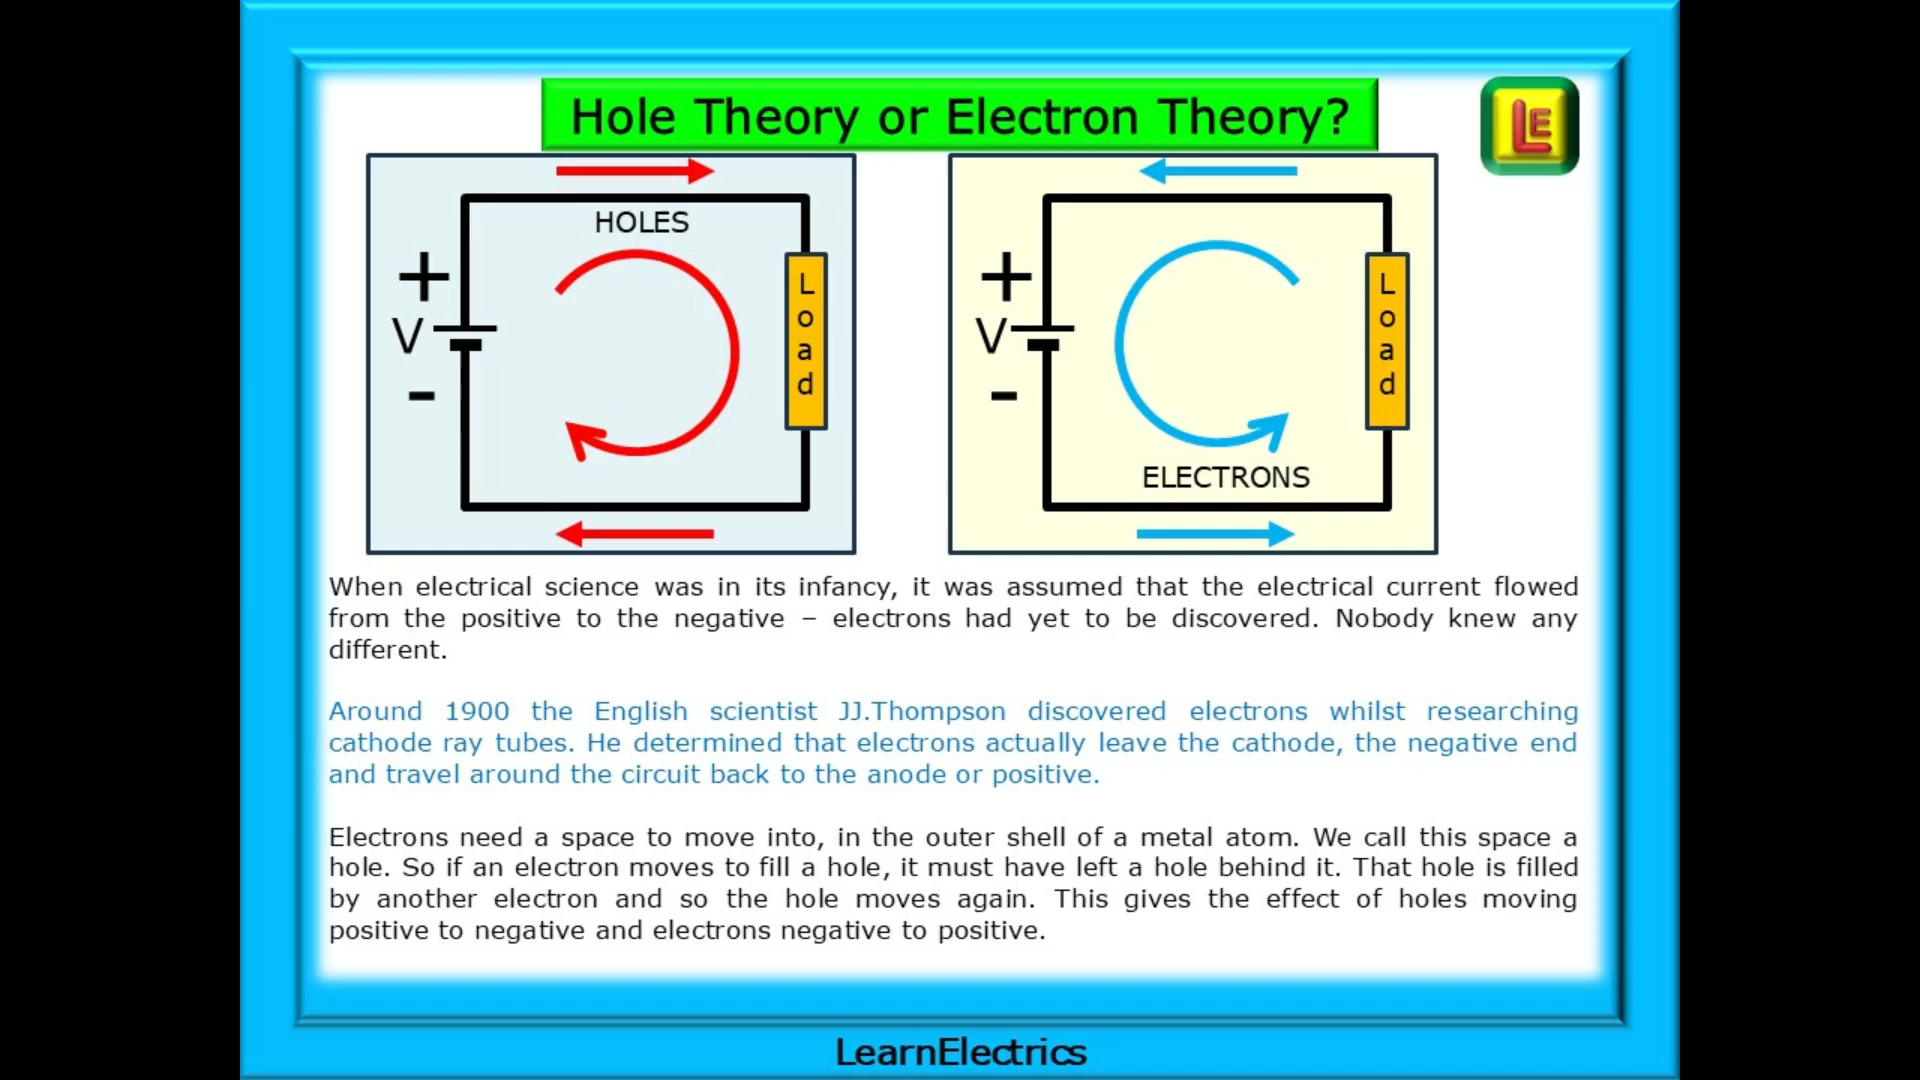 Hole Theory or Electron Theory?
LE
HOLES
+
V
-
L
o
a
d
+
V
-
L
o
a
d
ELECTRONS
When electrical science was in its infancy, it was assumed that the electrical current flowed
from the positive to the negative – electrons had yet to be discovered. Nobody knew any
different.
Around 1900 the English scientist JJ.Thompson discovered electrons whilst researching
cathode ray tubes. He determined that electrons actually leave the cathode, the negative end
and travel around the circuit back to the anode or positive.
Electrons need a space to move into, in the outer shell of a metal atom. We call this space a
hole. So if an electron moves to fill a hole, it must have left a hole behind it. That hole is filled
by another electron and so the hole moves again. This gives the effect of holes moving
positive to negative and electrons negative to positive.
LearnElectrics